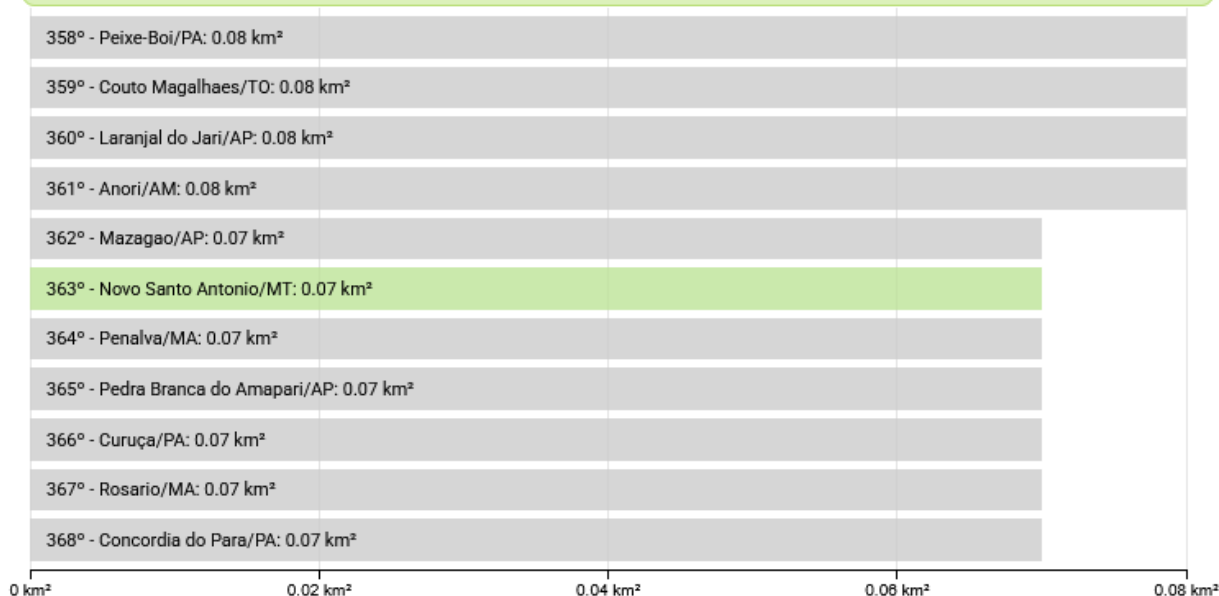 358º - Peixe-Boi/PA: 0.08 km²
359º - Couto Magalhaes/TO: 0.08 km²
360º - Laranjal do Jari/AP: 0.08 km²
361º - Anori/AM: 0.08 km²
362º - Mazagao/AP: 0.07 km²
363º - Novo Santo Antonio/MT: 0.07 km²
364º - Penalva/MA: 0.07 km²
365º - Pedra Branca do Amapari/AP: 0.07 km²
366º - Curuça/PA: 0.07 km²
367º - Rosario/MA: 0.07 km²
368º - Concordia do Para/PA: 0.07 km²
0 km² 0.02 km² 0.04 km² 0.06 km² 0.08 km²